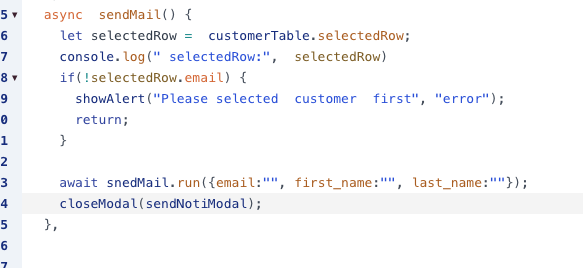 5 async  sendMail() {
6 let selectedRow =  customerTable.selectedRow;
7 console.log(" selectedRow:",  selectedRow)
8 if(!selectedRow.email) {
9 showAlert("Please selected  customer  first", "error");
0 return;
1 }
2
3 await snedMail.run({email:"", first_name:"", last_name:""});
4 closeModal(sendNotiModal);
5 },
6
7